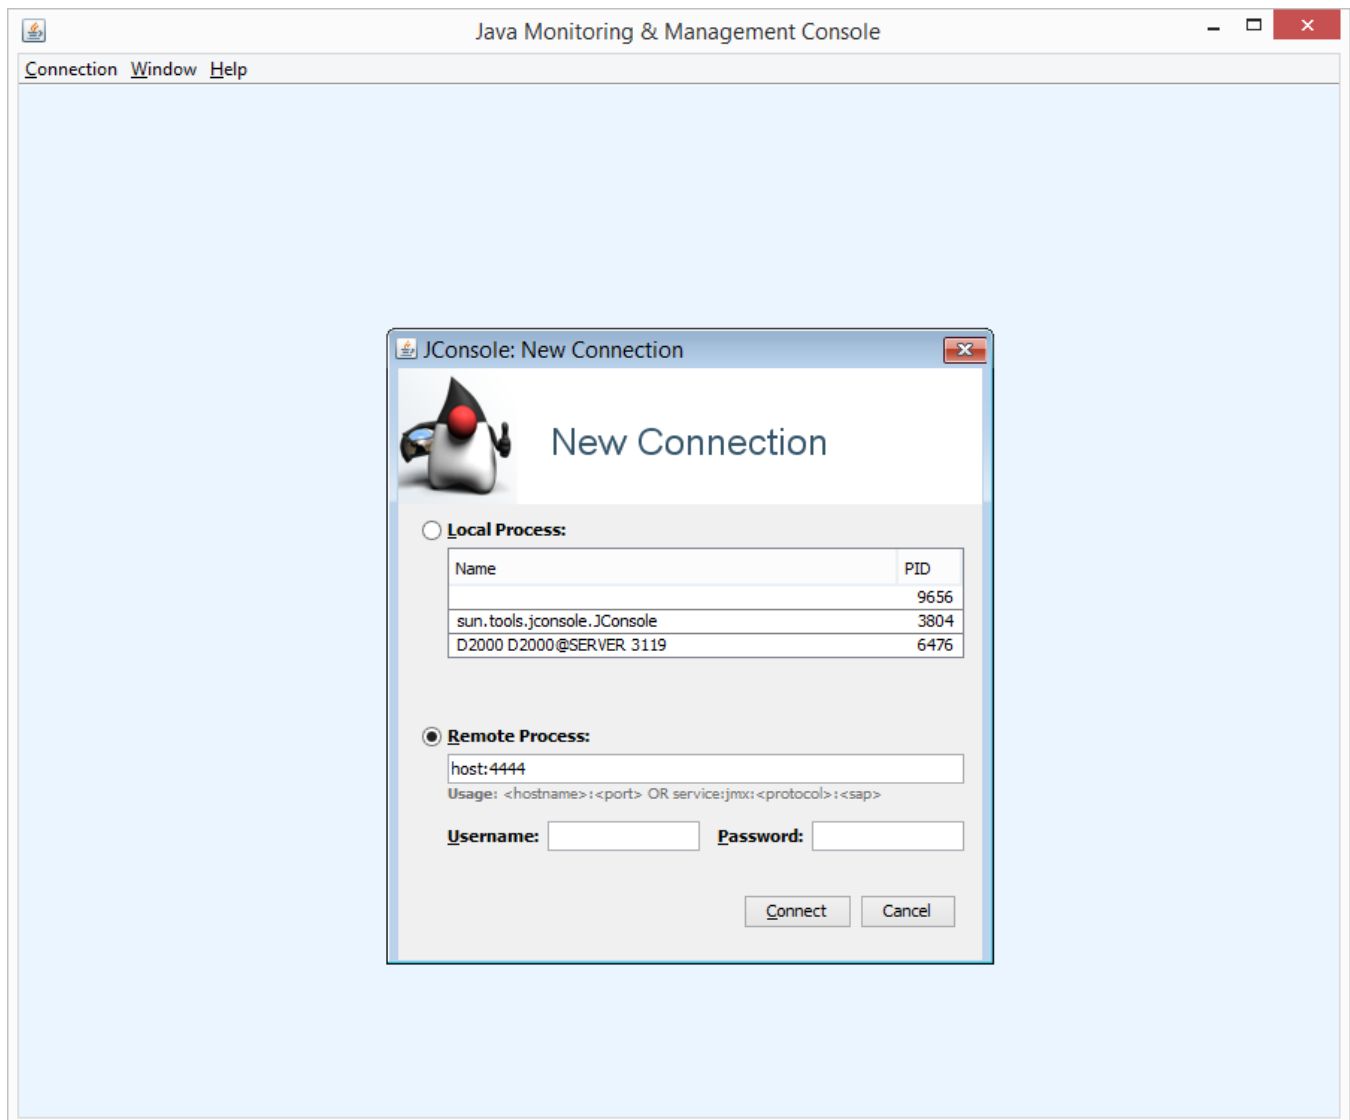 Java Monitoring & Management Console
Connection Window Help
JConsole: New Connection
New Connection
Local Process:
Name PID
9656
sun.tools.jconsole.JConsole 3804
D2000 D2000@SERVER 3119 6476
Remote Process:
host:4444
Usage: <hostname>:<port> OR service:jmx:<protocol>:<sap>
Username: Password:
Connect Cancel